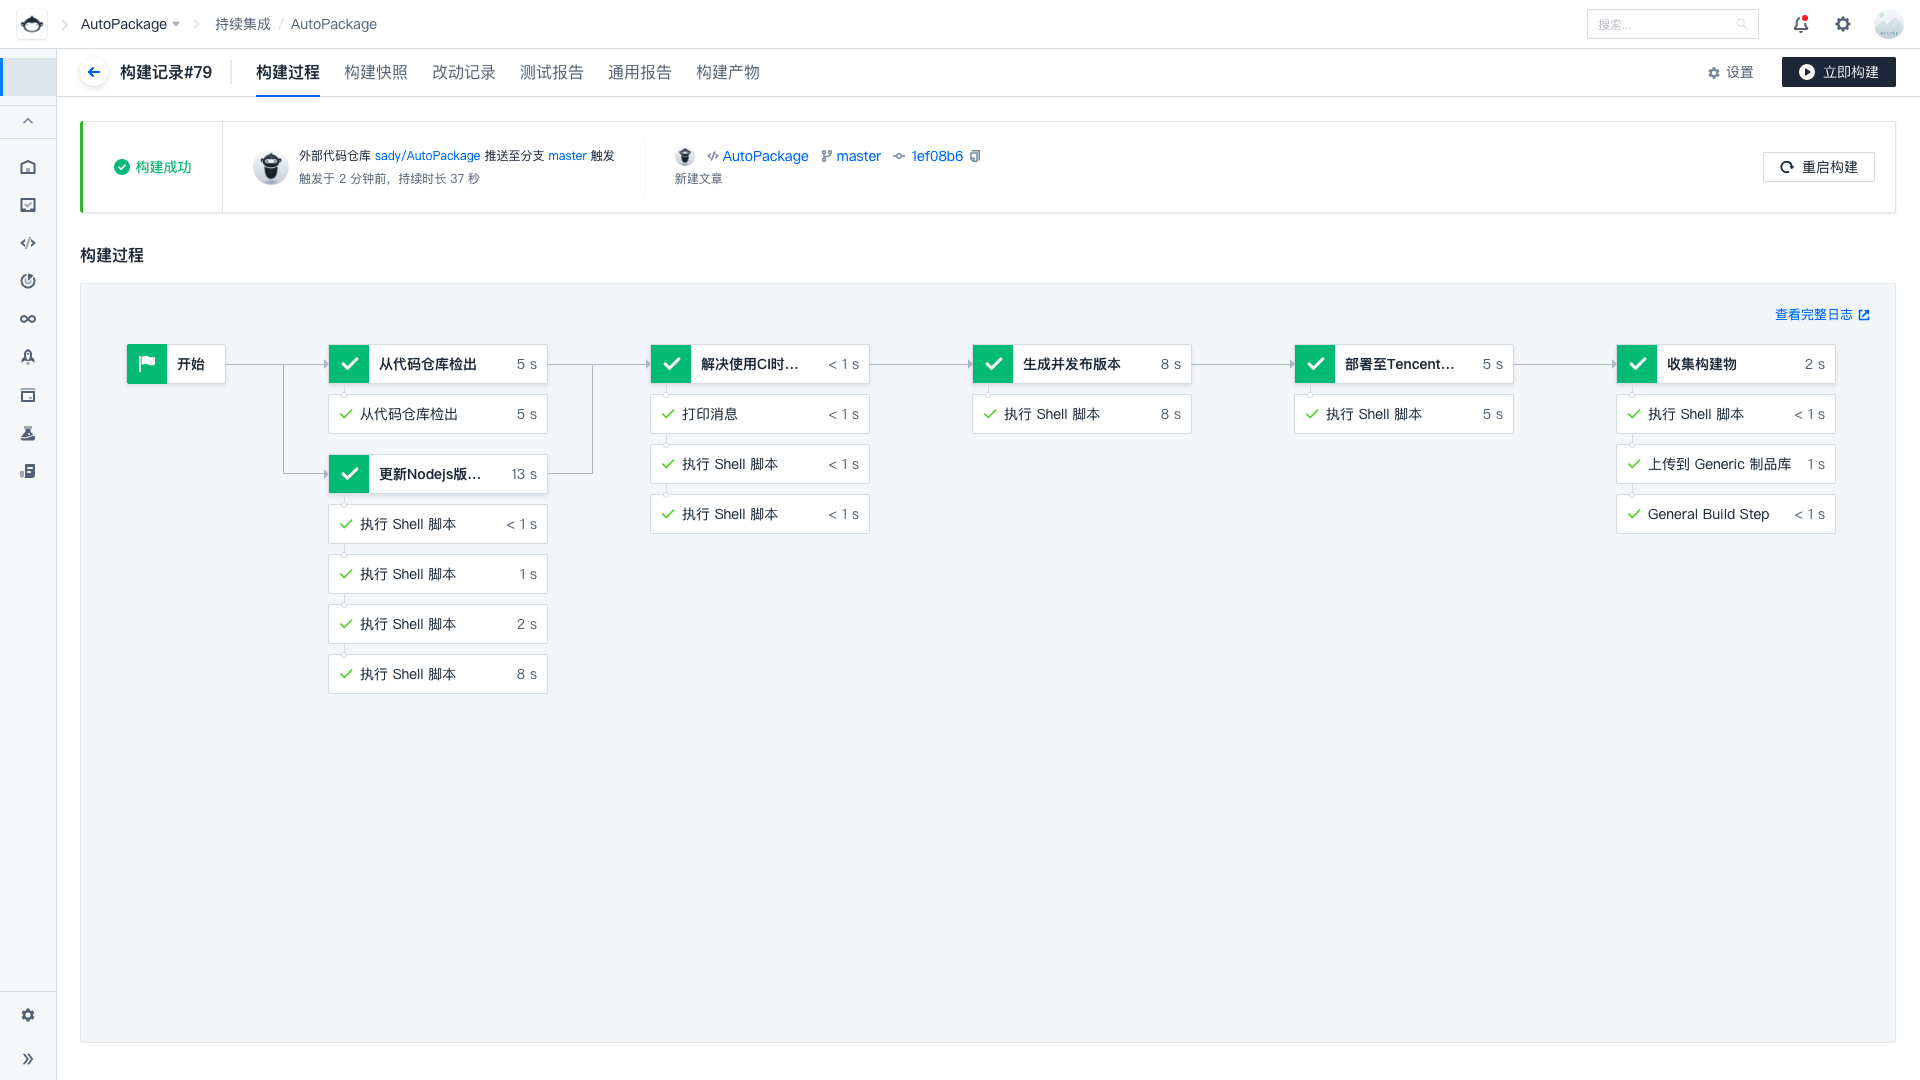 AutoPackage 持续集成 / AutoPackage 搜索...
构建记录#79 构建过程 构建快照 改动记录 测试报告 通用报告 构建产物 设置 立即构建
构建成功
外部代码仓库 sady/AutoPackage 推送至分支 master 触发
触发于 2 分钟前，持续时长 37 秒
AutoPackage master 1ef08b6
新建文章
重启构建
构建过程
查看完整日志
开始
从代码仓库检出 5 s
从代码仓库检出 5 s
更新Nodejs版... 13 s
执行 Shell 脚本 < 1 s
执行 Shell 脚本 1 s
执行 Shell 脚本 2 s
执行 Shell 脚本 8 s
解决使用CI时... < 1 s
打印消息 < 1 s
执行 Shell 脚本 < 1 s
执行 Shell 脚本 < 1 s
生成并发布版本 8 s
执行 Shell 脚本 8 s
部署至Tencent... 5 s
执行 Shell 脚本 5 s
收集构建物 2 s
执行 Shell 脚本 < 1 s
上传到 Generic 制品库 1 s
General Build Step < 1 s